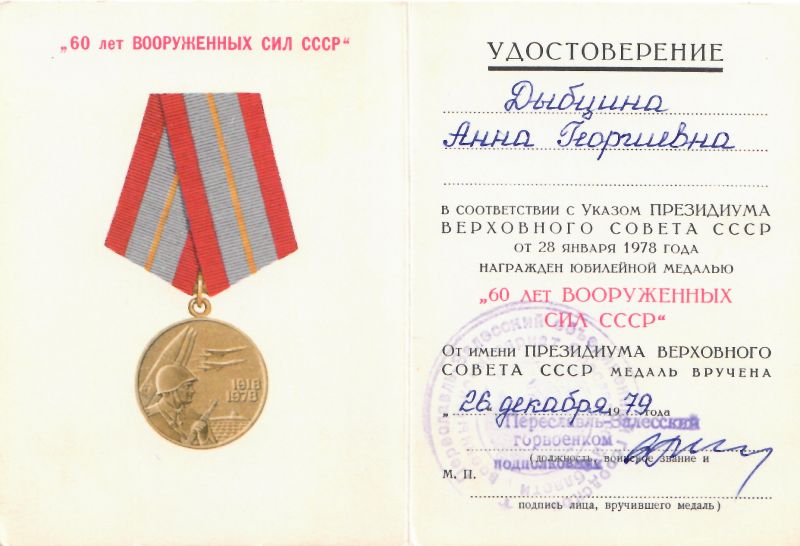 „60 лет ВООРУЖЕННЫХ СИЛ СССР“
1918
1978
УДОСТОВЕРЕНИЕ
Дыбцина
Анна Георгиевна
В СООТВЕТСТВИИ С УКАЗОМ ПРЕЗИДИУМА
ВЕРХОВНОГО СОВЕТА СССР
ОТ 28 ЯНВАРЯ 1978 ГОДА
НАГРАЖДЕН ЮБИЛЕЙНОЙ МЕДАЛЬЮ
„60 ЛЕТ ВООРУЖЕННЫХ
СИЛ СССР“
ОТ ИМЕНИ ПРЕЗИДИУМА ВЕРХОВНОГО
СОВЕТА СССР МЕДАЛЬ ВРУЧЕНА
„26“ декабря 1979 года
Переславль-Залесский
горвоенком
подполковник
(должность, воинское звание и
М. П.
подпись лица, вручившего медаль)